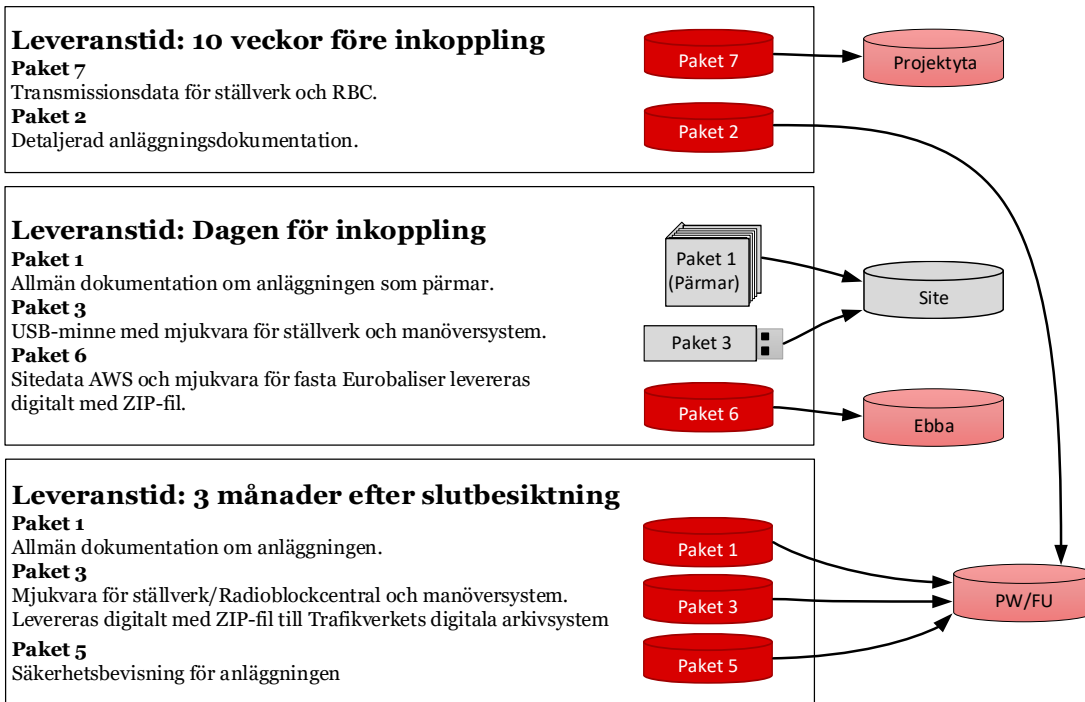 Leveranstid: 10 veckor före inkoppling
Paket 7
Transmissionsdata för ställverk och RBC.
Paket 2
Detaljerad anläggningsdokumentation.
Paket 7
Projektyta
Paket 2
Leveranstid: Dagen för inkoppling
Paket 1
Allmän dokumentation om anläggningen som pärmar.
Paket 3
USB-minne med mjukvara för ställverk och manöversystem.
Paket 6
Sitedata AWS och mjukvara för fasta Eurobaliser levereras
digitalt med ZIP-fil.
Paket 1
(Pärmar)
Site
Paket 3
Paket 6
Ebba
Leveranstid: 3 månader efter slutbesiktning
Paket 1
Allmän dokumentation om anläggningen.
Paket 3
Mjukvara för ställverk/Radioblockcentral och manöversystem.
Levereras digitalt med ZIP-fil till Trafikverkets digitala arkivsystem
Paket 5
Säkerhetsbevisning för anläggningen
Paket 1
Paket 3
PW/FU
Paket 5